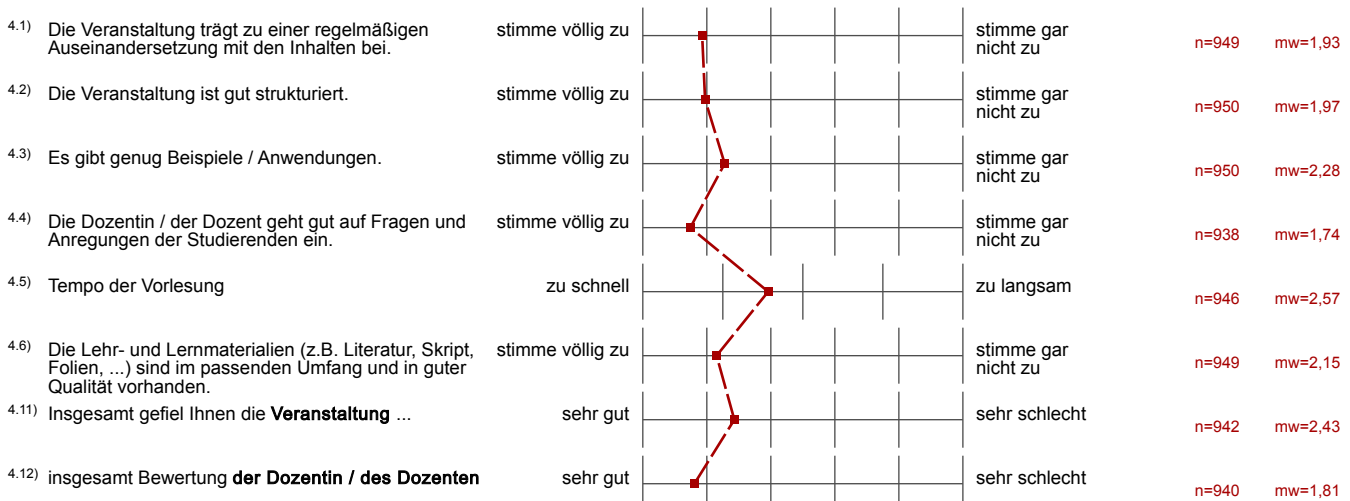 4.1) Die Veranstaltung trägt zu einer regelmäßigen Auseinandersetzung mit den Inhalten bei. stimme völlig zu stimme gar nicht zu n=949 mw=1,93
4.2) Die Veranstaltung ist gut strukturiert. stimme völlig zu stimme gar nicht zu n=950 mw=1,97
4.3) Es gibt genug Beispiele / Anwendungen. stimme völlig zu stimme gar nicht zu n=950 mw=2,28
4.4) Die Dozentin / der Dozent geht gut auf Fragen und Anregungen der Studierenden ein. stimme völlig zu stimme gar nicht zu n=938 mw=1,74
4.5) Tempo der Vorlesung zu schnell zu langsam n=946 mw=2,57
4.6) Die Lehr- und Lernmaterialien (z.B. Literatur, Skript, Folien, ...) sind im passenden Umfang und in guter Qualität vorhanden. stimme völlig zu stimme gar nicht zu n=949 mw=2,15
4.11) Insgesamt gefiel Ihnen die Veranstaltung ... sehr gut sehr schlecht n=942 mw=2,43
4.12) insgesamt Bewertung der Dozentin / des Dozenten sehr gut sehr schlecht n=940 mw=1,81